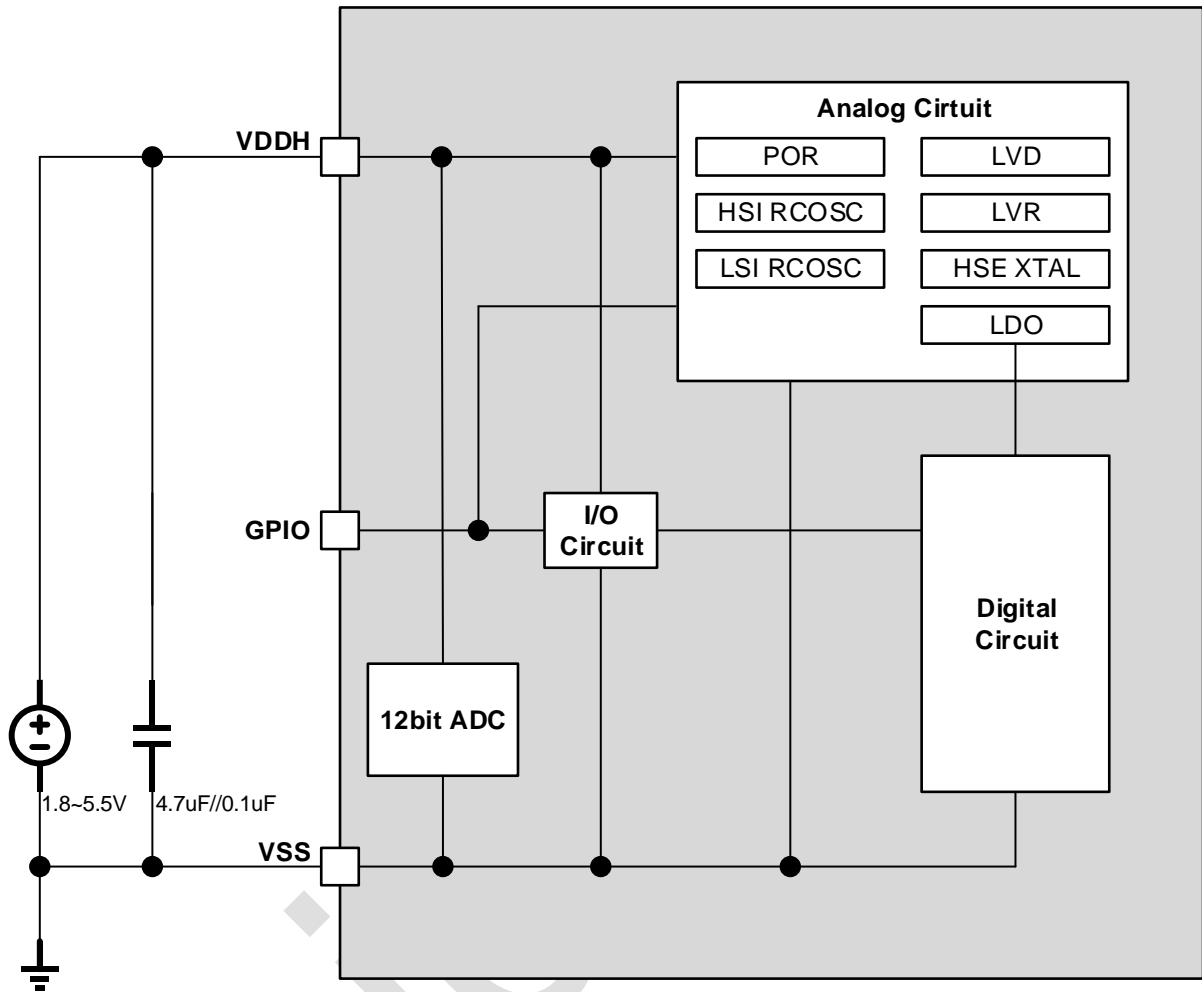 Analog Cirtuit
VDDH
POR
LVD
HSI RCOSC
LVR
LSI RCOSC
HSE XTAL
LDO
GPIO
I/O
Circuit
Digital
Circuit
12bit ADC
1.8~5.5V
4.7uF//0.1uF
VSS